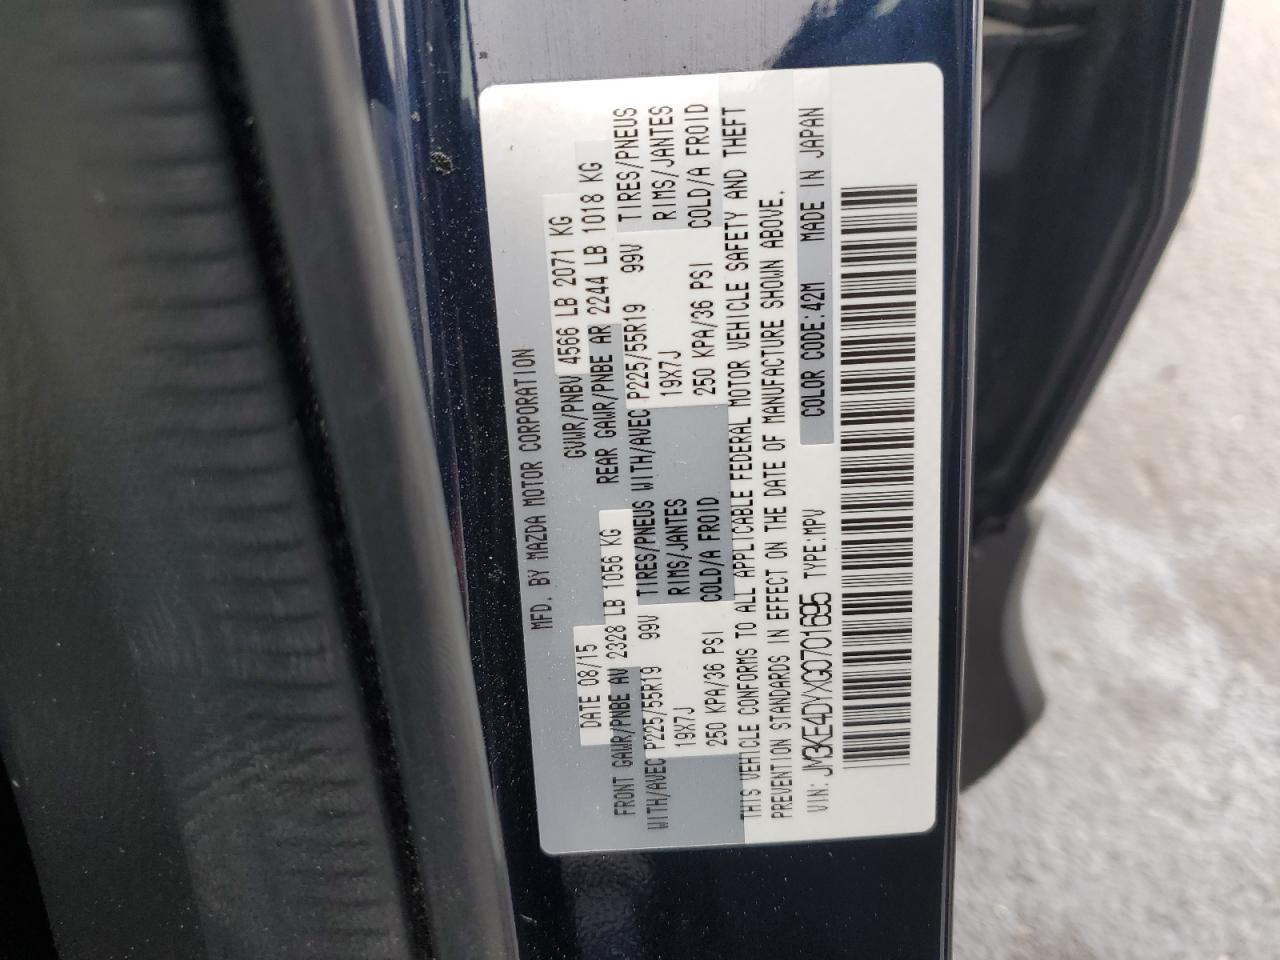 MFD. BY MAZDA MOTOR CORPORATION
DATE 08/15 GVWR/PNBV 4566 LB 2071 KG
FRONT GAWR/PNBE AV 2328 LB 1056 KG REAR GAWR/PNBE AR 2244 LB 1018 KG
WITH/AVEC P225/55R19 99V TIRES/PNEUS WITH/AVEC P225/55R19 99V TIRES/PNEUS
19X7J RIMS/JANTES 19X7J RIMS/JANTES
250 KPA/36 PSI COLD/A FROID 250 KPA/36 PSI COLD/A FROID
THIS VEHICLE CONFORMS TO ALL APPLICABLE FEDERAL MOTOR VEHICLE SAFETY AND THEFT
PREVENTION STANDARDS IN EFFECT ON THE DATE OF MANUFACTURE SHOWN ABOVE.
VIN: JM3KE4DYXG0701695 TYPE:MPV COLOR CODE:42M MADE IN JAPAN